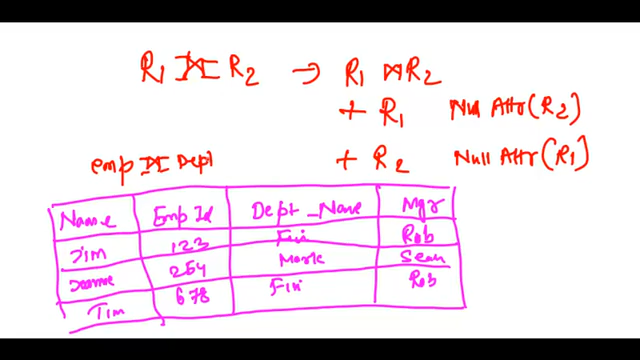 R1 ⟗ R2 → R1 ⋈ R2
+ R1 Null Attr(R2)
+ R2 Null Attr(R1)
emp ⟗ Dept
Name Emp Id Dept_Name Mgr
Jim 123 Fin Rob
254 Mark Sean
Tim 678 Fin Rob